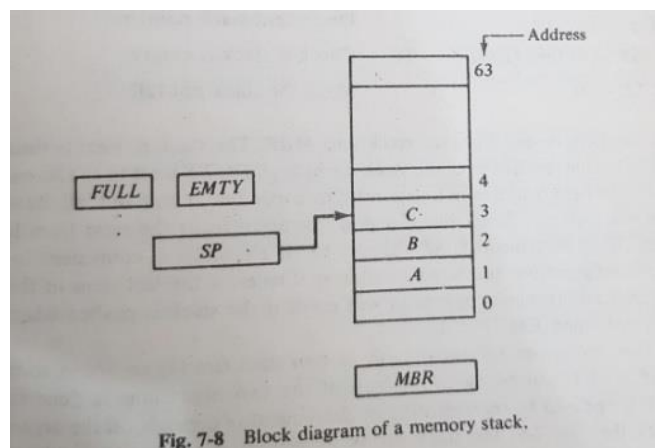 Address
63
4
FULL EMTY
C 3
SP
B 2
A 1
0
MBR
Fig. 7-8 Block diagram of a memory stack.